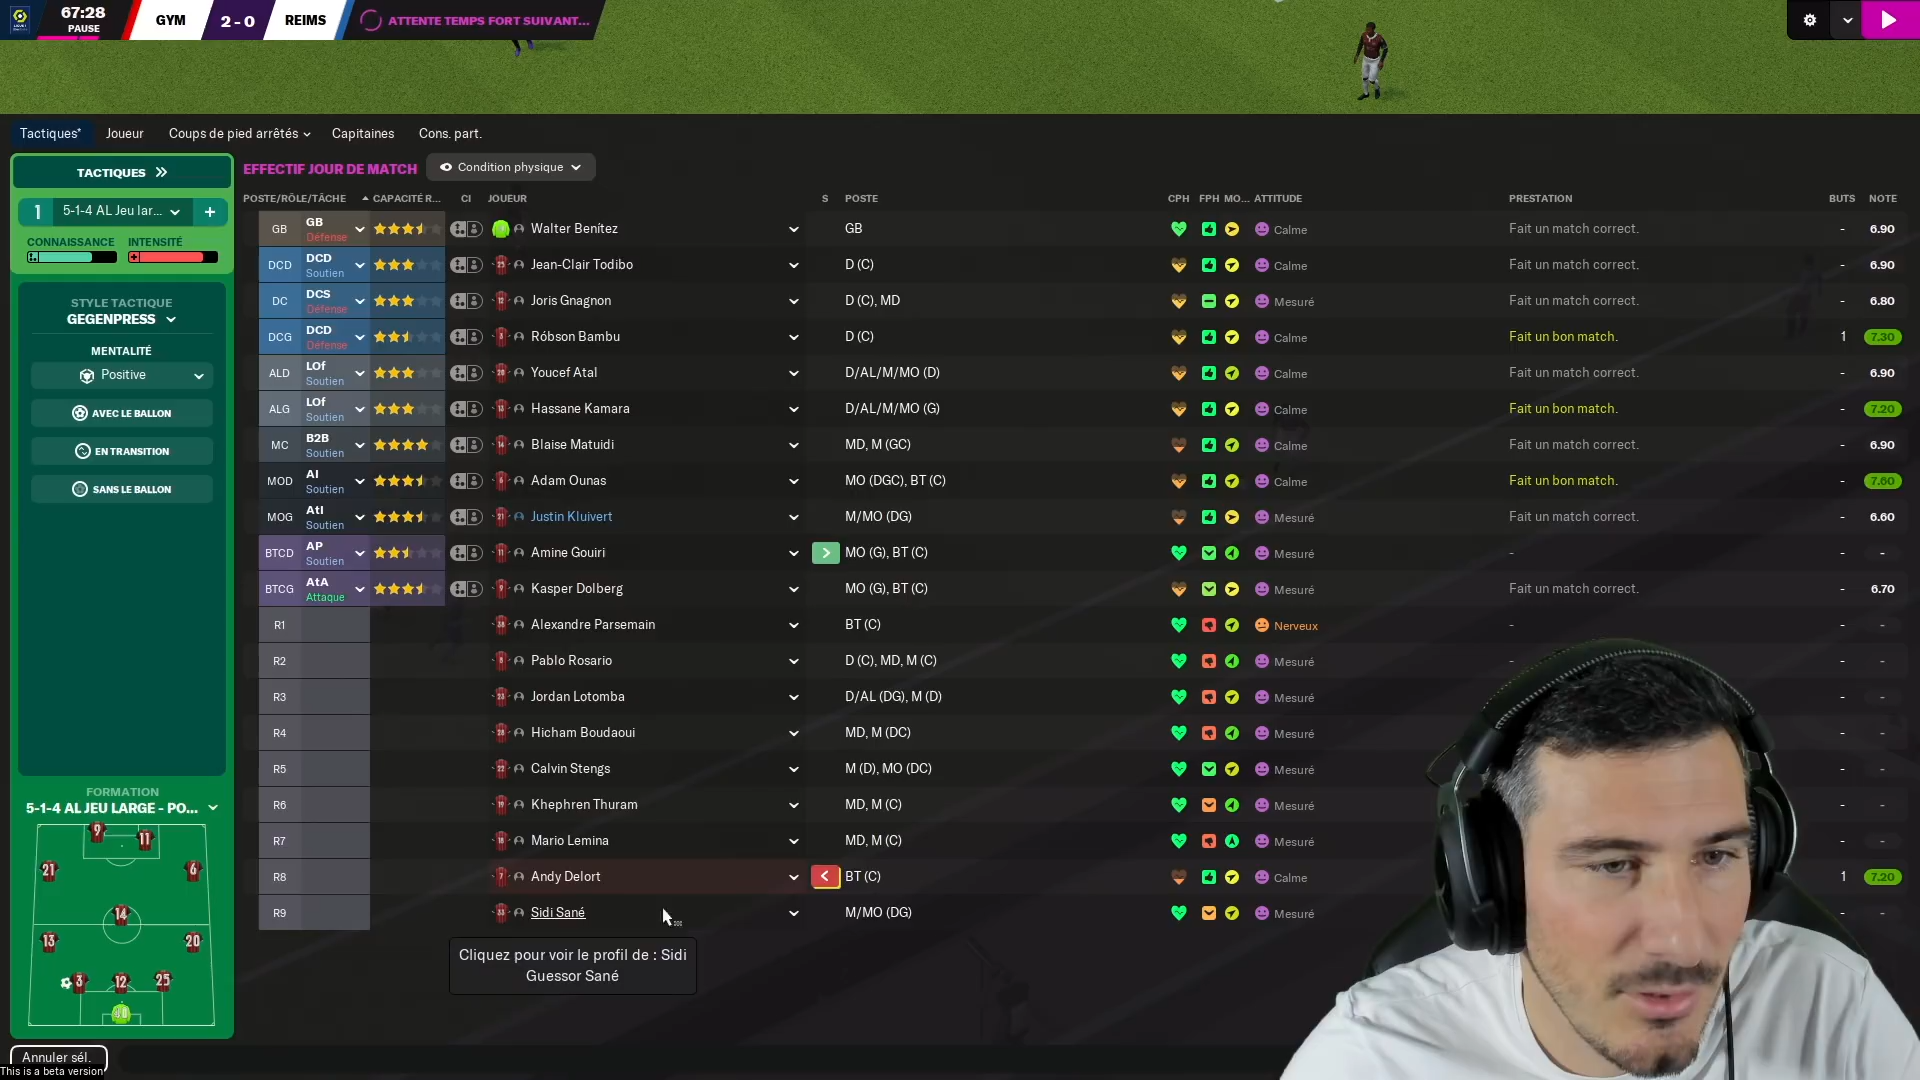 67:28
PAUSE
GYM
2 - 0
REIMS
ATTENTE TEMPS FORT SUIVANT...
Tactiques*
Joueur
Coups de pied arrêtés
Capitaines
Cons. part.
TACTIQUES
1
5-1-4 AL Jeu lar...
+
CONNAISSANCE
INTENSITÉ
STYLE TACTIQUE
GEGENPRESS
MENTALITÉ
Positive
AVEC LE BALLON
EN TRANSITION
SANS LE BALLON
FORMATION
5-1-4 AL JEU LARGE - PO...
9
11
21
6
14
13
20
3
12
25
Annuler sél.
This is a beta version
EFFECTIF JOUR DE MATCH
Condition physique
POSTE/RÔLE/TÂCHE CAPACITÉ R... CI JOUEUR S POSTE CPH FPH MO... ATTITUDE PRESTATION BUTS NOTE
GB GB Défense Walter Benítez GB Calme Fait un match correct. - 6.90
DCD DCD Soutien Jean-Clair Todibo D (C) Calme Fait un match correct. - 6.90
DC DCS Défense Joris Gnagnon D (C), MD Mesuré Fait un match correct. - 6.80
DCG DCD Défense Róbson Bambu D (C) Calme Fait un bon match. 1 7.30
ALD LOf Soutien Youcef Atal D/AL/M/MO (D) Calme Fait un match correct. - 6.90
ALG LOf Soutien Hassane Kamara D/AL/M/MO (G) Calme Fait un bon match. - 7.20
MC B2B Soutien Blaise Matuidi MD, M (GC) Calme Fait un match correct. - 6.90
MOD AI Soutien Adam Ounas MO (DGC), BT (C) Calme Fait un bon match. - 7.60
MOG AtI Soutien Justin Kluivert M/MO (DG) Mesuré Fait un match correct. - 6.60
BTCD AP Soutien Amine Gouiri MO (G), BT (C) Mesuré - - -
BTCG AtA Attaque Kasper Dolberg MO (G), BT (C) Mesuré Fait un match correct. - 6.70
R1 Alexandre Parsemain BT (C) Nerveux - - -
R2 Pablo Rosario D (C), MD, M (C) Mesuré - - -
R3 Jordan Lotomba D/AL (DG), M (D) Mesuré - -
R4 Hicham Boudaoui MD, M (DC) Mesuré - -
R5 Calvin Stengs M (D), MO (DC) Mesuré - -
R6 Khephren Thuram MD, M (C) Mesuré - -
R7 Mario Lemina MD, M (C) Mesuré - -
R8 Andy Delort BT (C) Calme 1 7.20
R9 Sidi Sané M/MO (DG) Mesuré - -
Cliquez pour voir le profil de : Sidi
Guessor Sané